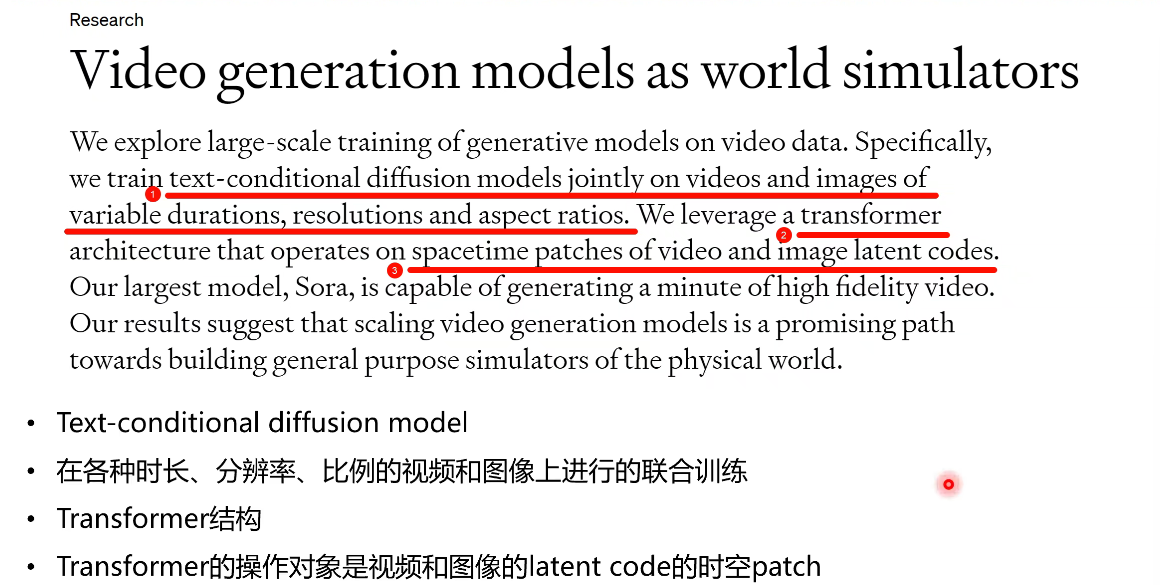 Research
Video generation models as world simulators
We explore large-scale training of generative models on video data. Specifically,
we train text-conditional diffusion models jointly on videos and images of
1
variable durations, resolutions and aspect ratios. We leverage a transformer
2
architecture that operates on spacetime patches of video and image latent codes.
3
Our largest model, Sora, is capable of generating a minute of high fidelity video.
Our results suggest that scaling video generation models is a promising path
towards building general purpose simulators of the physical world.
• Text-conditional diffusion model
• 在各种时长、分辨率、比例的视频和图像上进行的联合训练
• Transformer结构
• Transformer的操作对象是视频和图像的latent code的时空patch